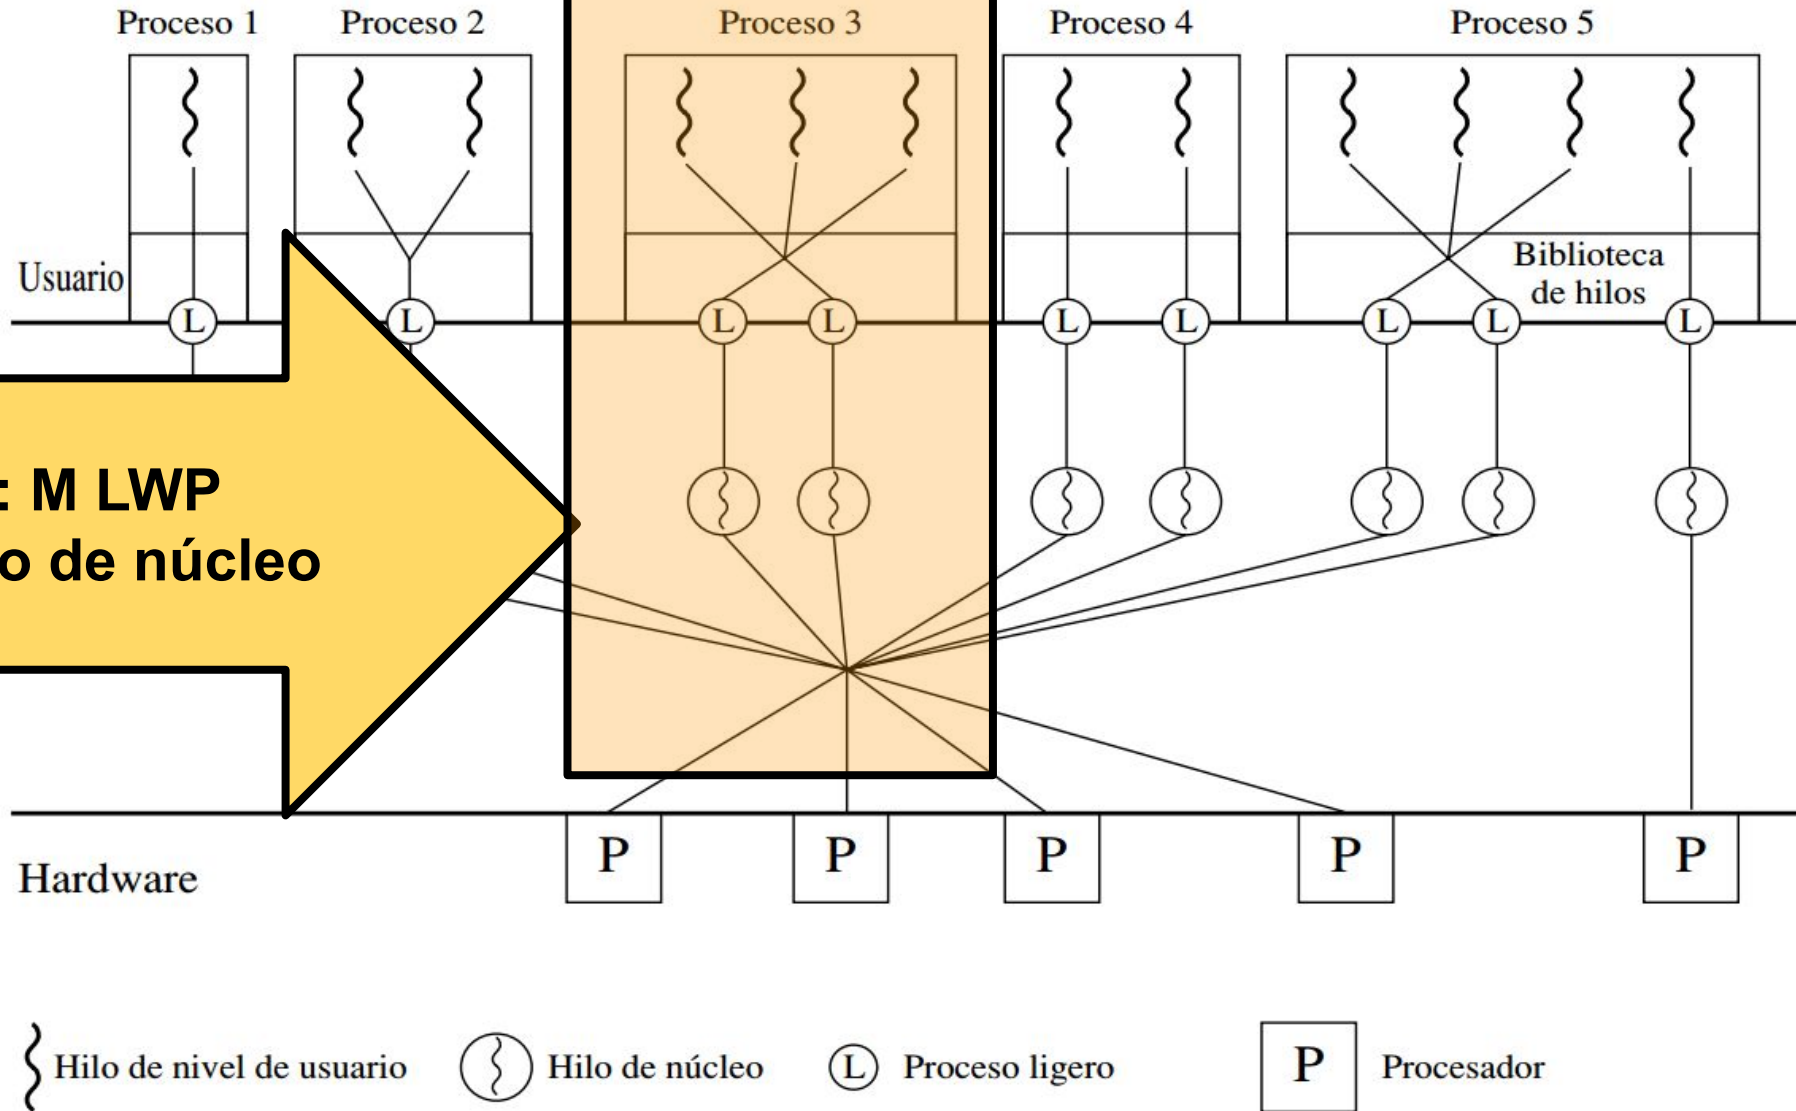 Proceso 1 Proceso 2 Proceso 3 Proceso 4 Proceso 5
Usuario
Biblioteca
de hilos
L L L L L L L L L
: M LWP
o de núcleo
P P P P P
Hardware
Hilo de nivel de usuario Hilo de núcleo L Proceso ligero P Procesador